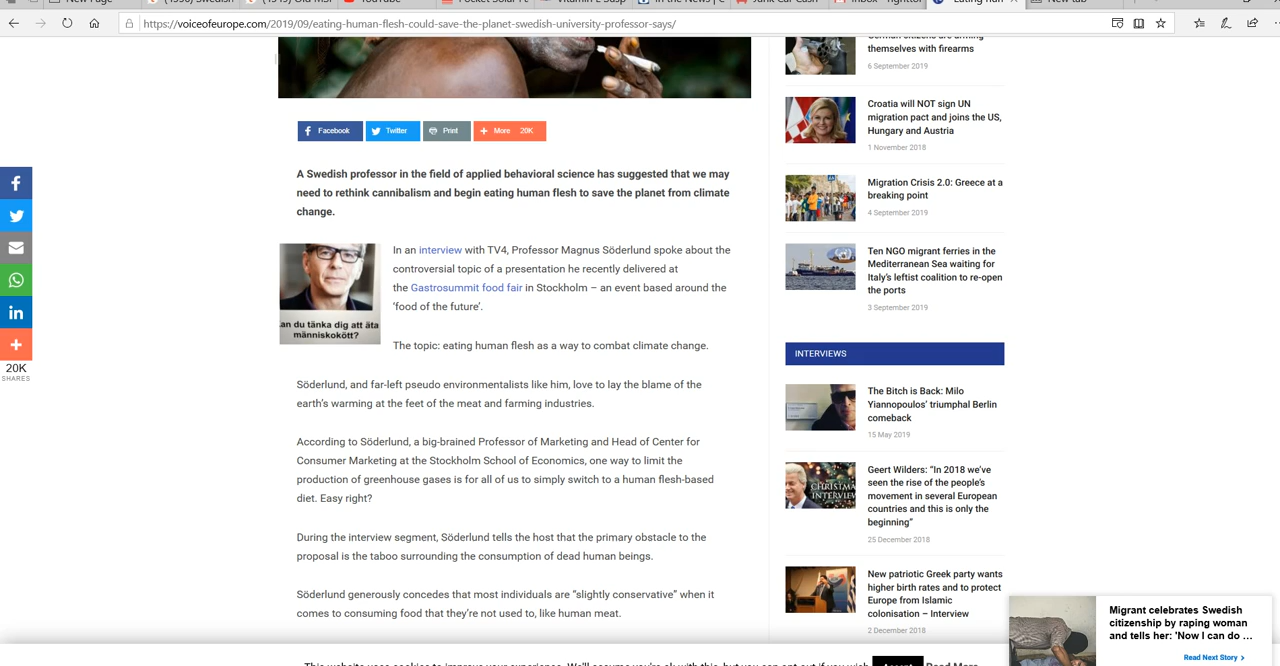 https://voiceofeurope.com/2019/09/eating-human-flesh-could-save-the-planet-swedish-university-professor-says/
Facebook
Twitter
Print
More 20K
20K
SHARES
A Swedish professor in the field of applied behavioral science has suggested that we may
need to rethink cannibalism and begin eating human flesh to save the planet from climate
change.
In an interview with TV4, Professor Magnus Söderlund spoke about the
controversial topic of a presentation he recently delivered at
the Gastrosummit food fair in Stockholm – an event based around the
'food of the future'.
an du tänka dig att äta
människokött?
The topic: eating human flesh as a way to combat climate change.
Söderlund, and far-left pseudo environmentalists like him, love to lay the blame of the
earth's warming at the feet of the meat and farming industries.
According to Söderlund, a big-brained Professor of Marketing and Head of Center for
Consumer Marketing at the Stockholm School of Economics, one way to limit the
production of greenhouse gases is for all of us to simply switch to a human flesh-based
diet. Easy right?
During the interview segment, Söderlund tells the host that the primary obstacle to the
proposal is the taboo surrounding the consumption of dead human beings.
Söderlund generously concedes that most individuals are "slightly conservative" when it
comes to consuming food that they're not used to, like human meat.
themselves with firearms
6 September 2019
Croatia will NOT sign UN
migration pact and joins the US,
Hungary and Austria
1 November 2018
Migration Crisis 2.0: Greece at a
breaking point
4 September 2019
Ten NGO migrant ferries in the
Mediterranean Sea waiting for
Italy's leftist coalition to re-open
the ports
3 September 2019
INTERVIEWS
The Bitch is Back: Milo
Yiannopoulos' triumphal Berlin
comeback
15 May 2019
Geert Wilders: "In 2018 we've
seen the rise of the people's
movement in several European
countries and this is only the
beginning"
25 December 2018
New patriotic Greek party wants
higher birth rates and to protect
Europe from Islamic
colonisation – Interview
2 December 2018
Migrant celebrates Swedish
citizenship by raping woman
and tells her: 'Now I can do ...
Read Next Story >